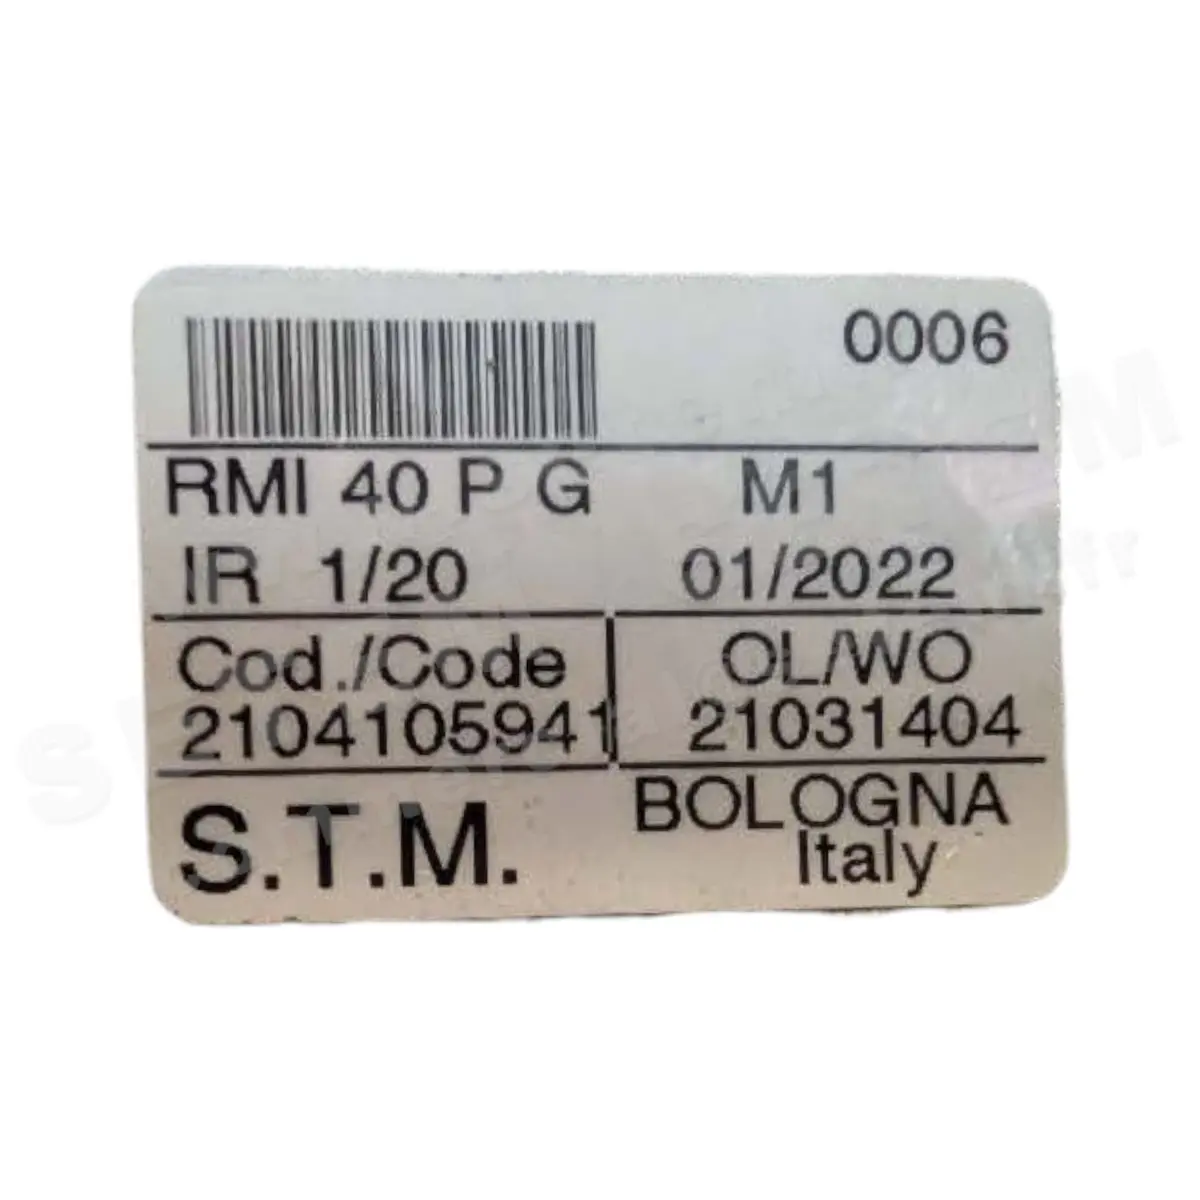 0006
RMI 40 P G M1
IR 1/20 01/2022
Cod./Code OL/WO
2104105941 21031404
S.T.M. BOLOGNA
Italy